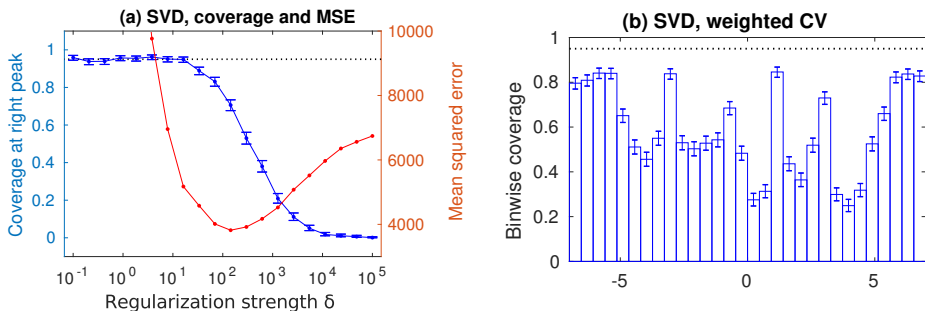 (a) SVD, coverage and MSE
Coverage at right peak
1
0.8
0.6
0.4
0.2
0
10000
8000
6000
4000
Mean squared error
10^-1 10^0 10^1 10^2 10^3 10^4 10^5
Regularization strength δ
(b) SVD, weighted CV
Binwise coverage
1
0.8
0.6
0.4
0.2
0
-5 0 5